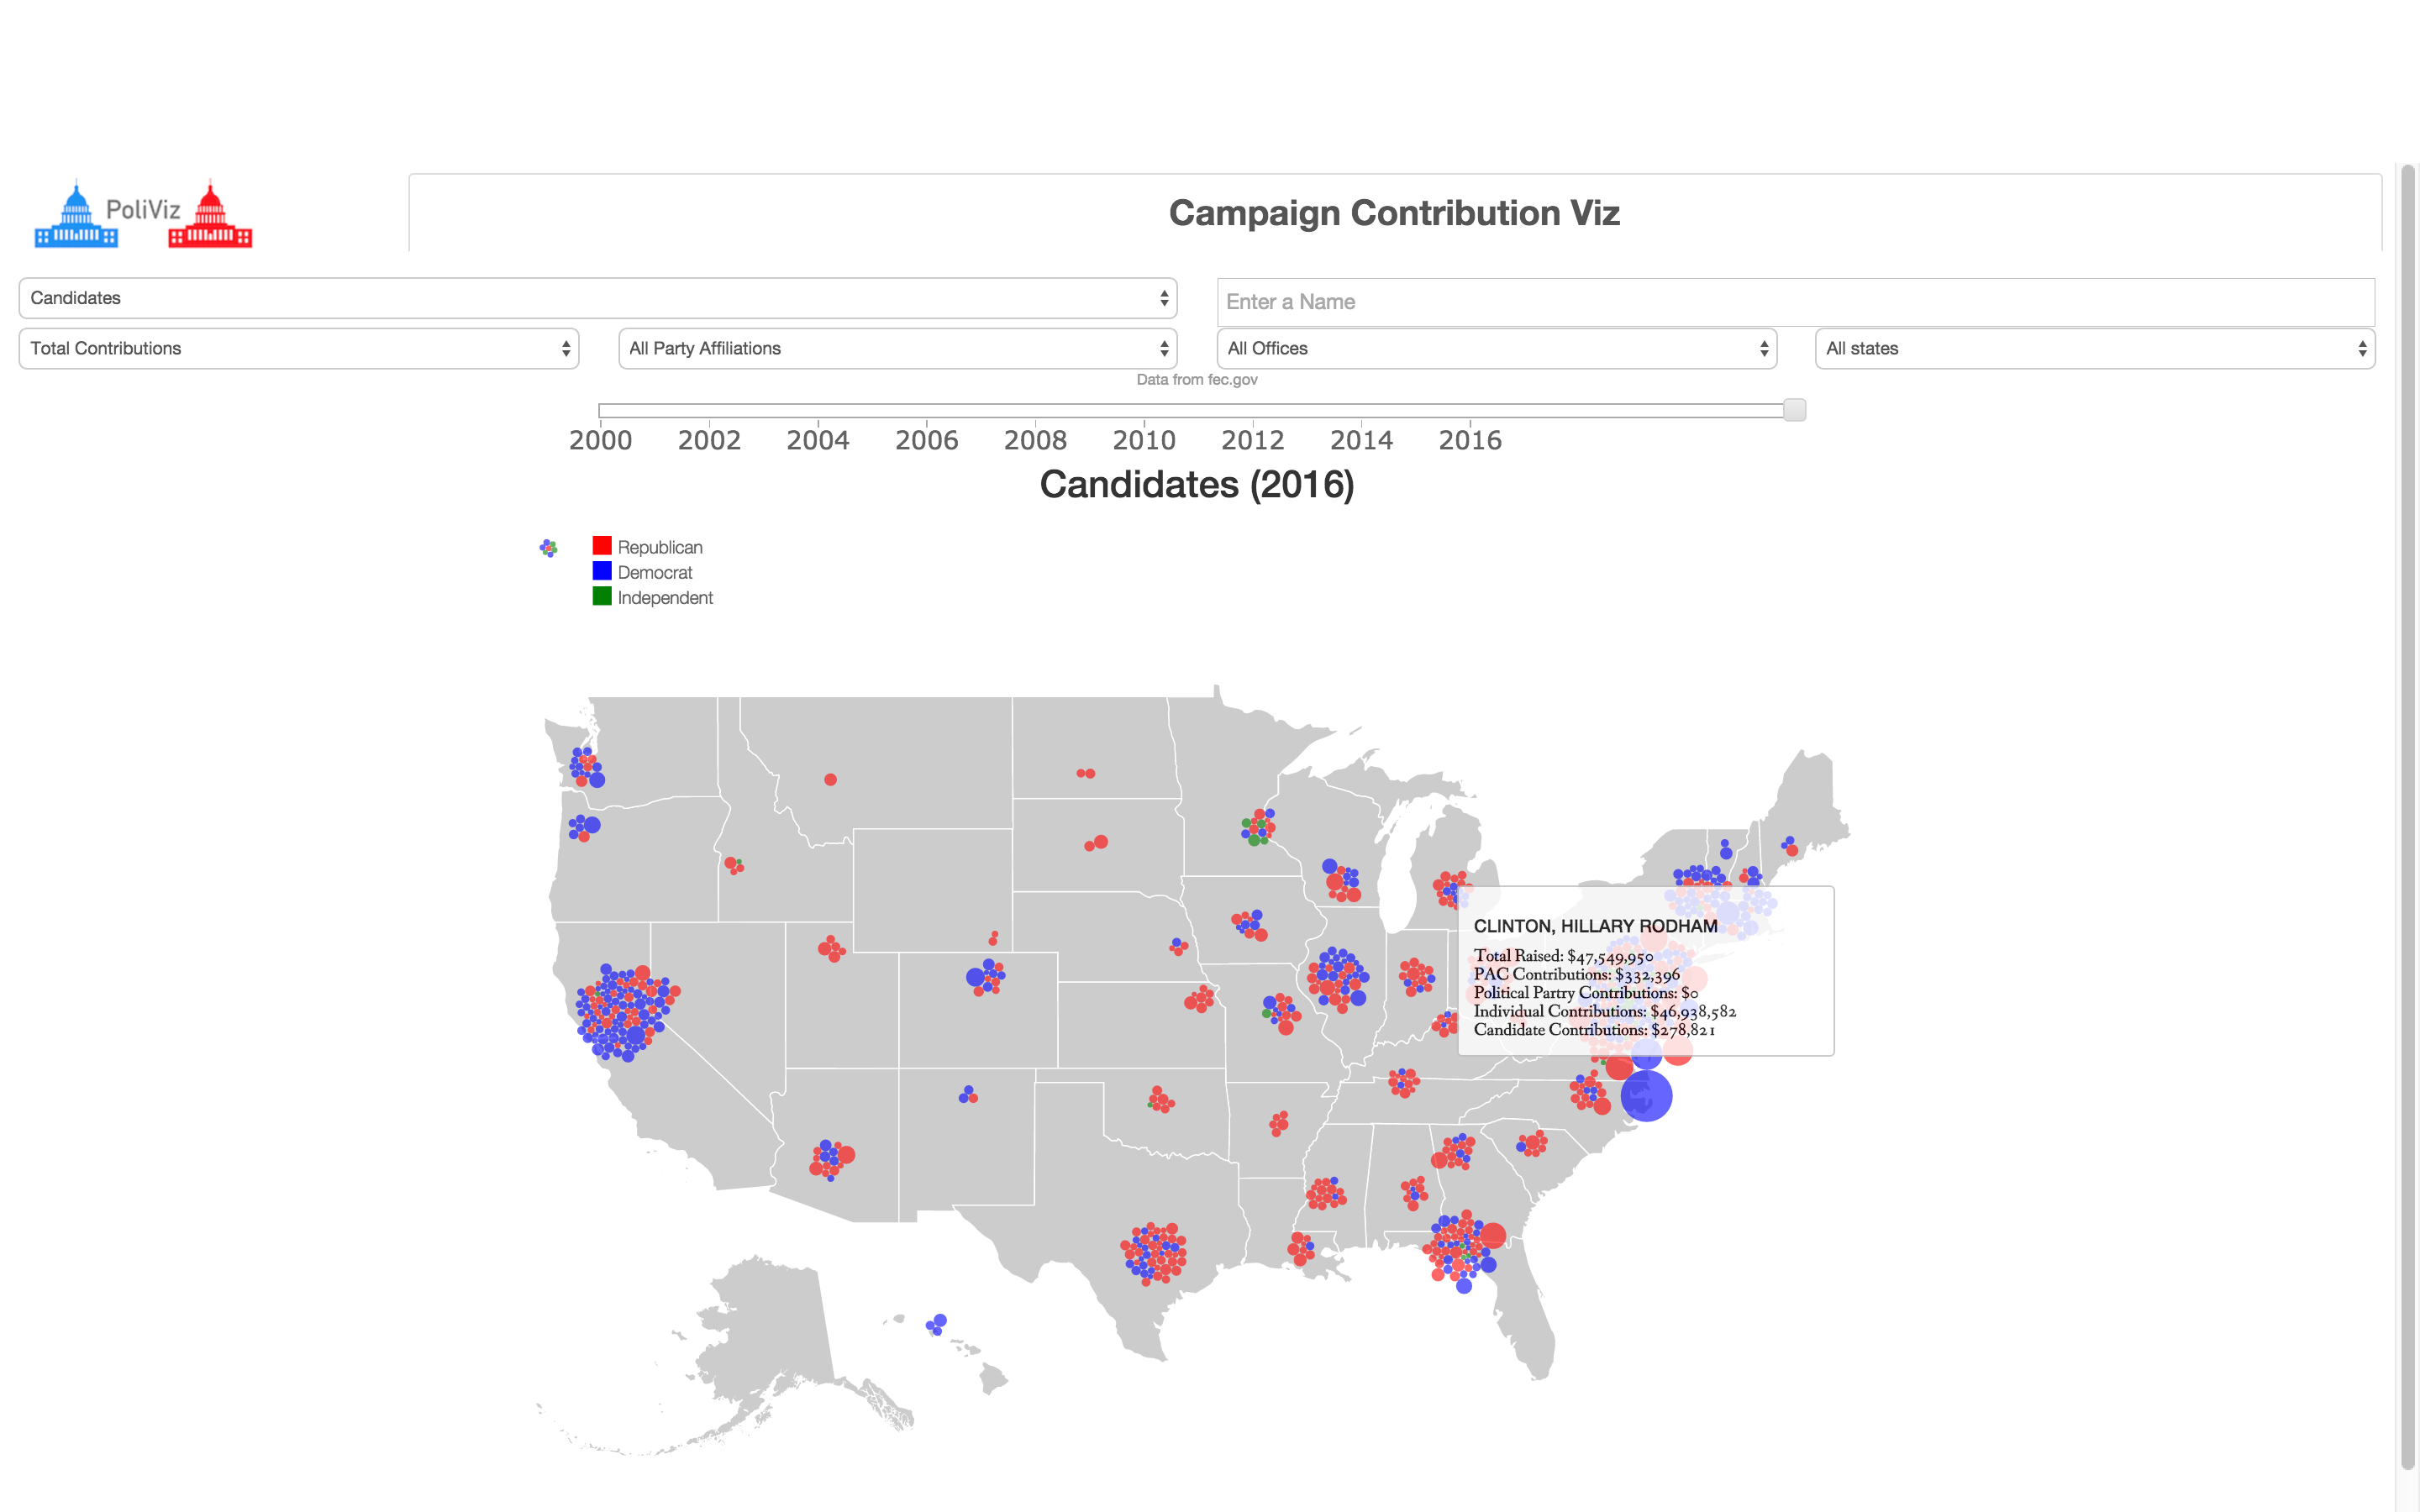 PoliViz
Campaign Contribution Viz
Candidates
Enter a Name
Total Contributions
All Party Affiliations
All Offices
All states
Data from fec.gov
2000 2002 2004 2006 2008 2010 2012 2014 2016
Candidates (2016)
Republican
Democrat
Independent
CLINTON, HILLARY RODHAM
Total Raised: $47,549,950
PAC Contributions: $332,396
Political Partry Contributions: $0
Individual Contributions: $46,938,582
Candidate Contributions: $278,821